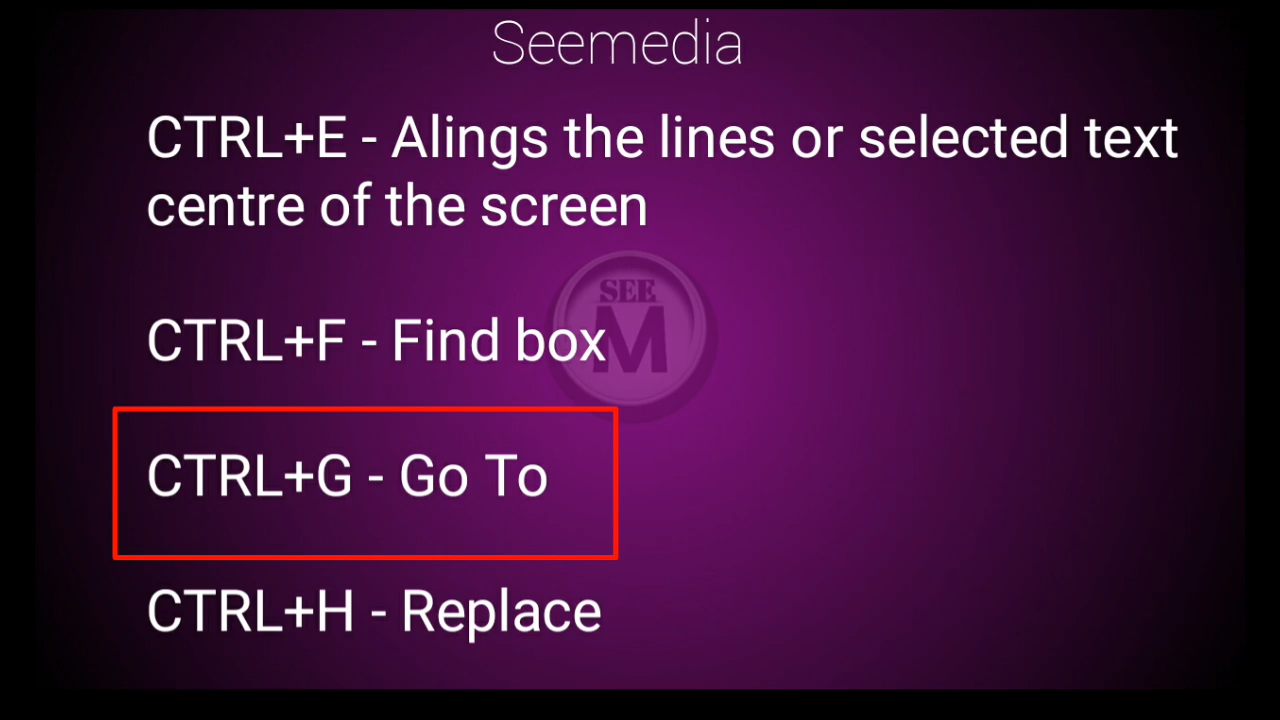 Seemedia
CTRL+E - Alings the lines or selected text
centre of the screen
SEE
M
CTRL+F - Find box
CTRL+G - Go To
CTRL+H - Replace